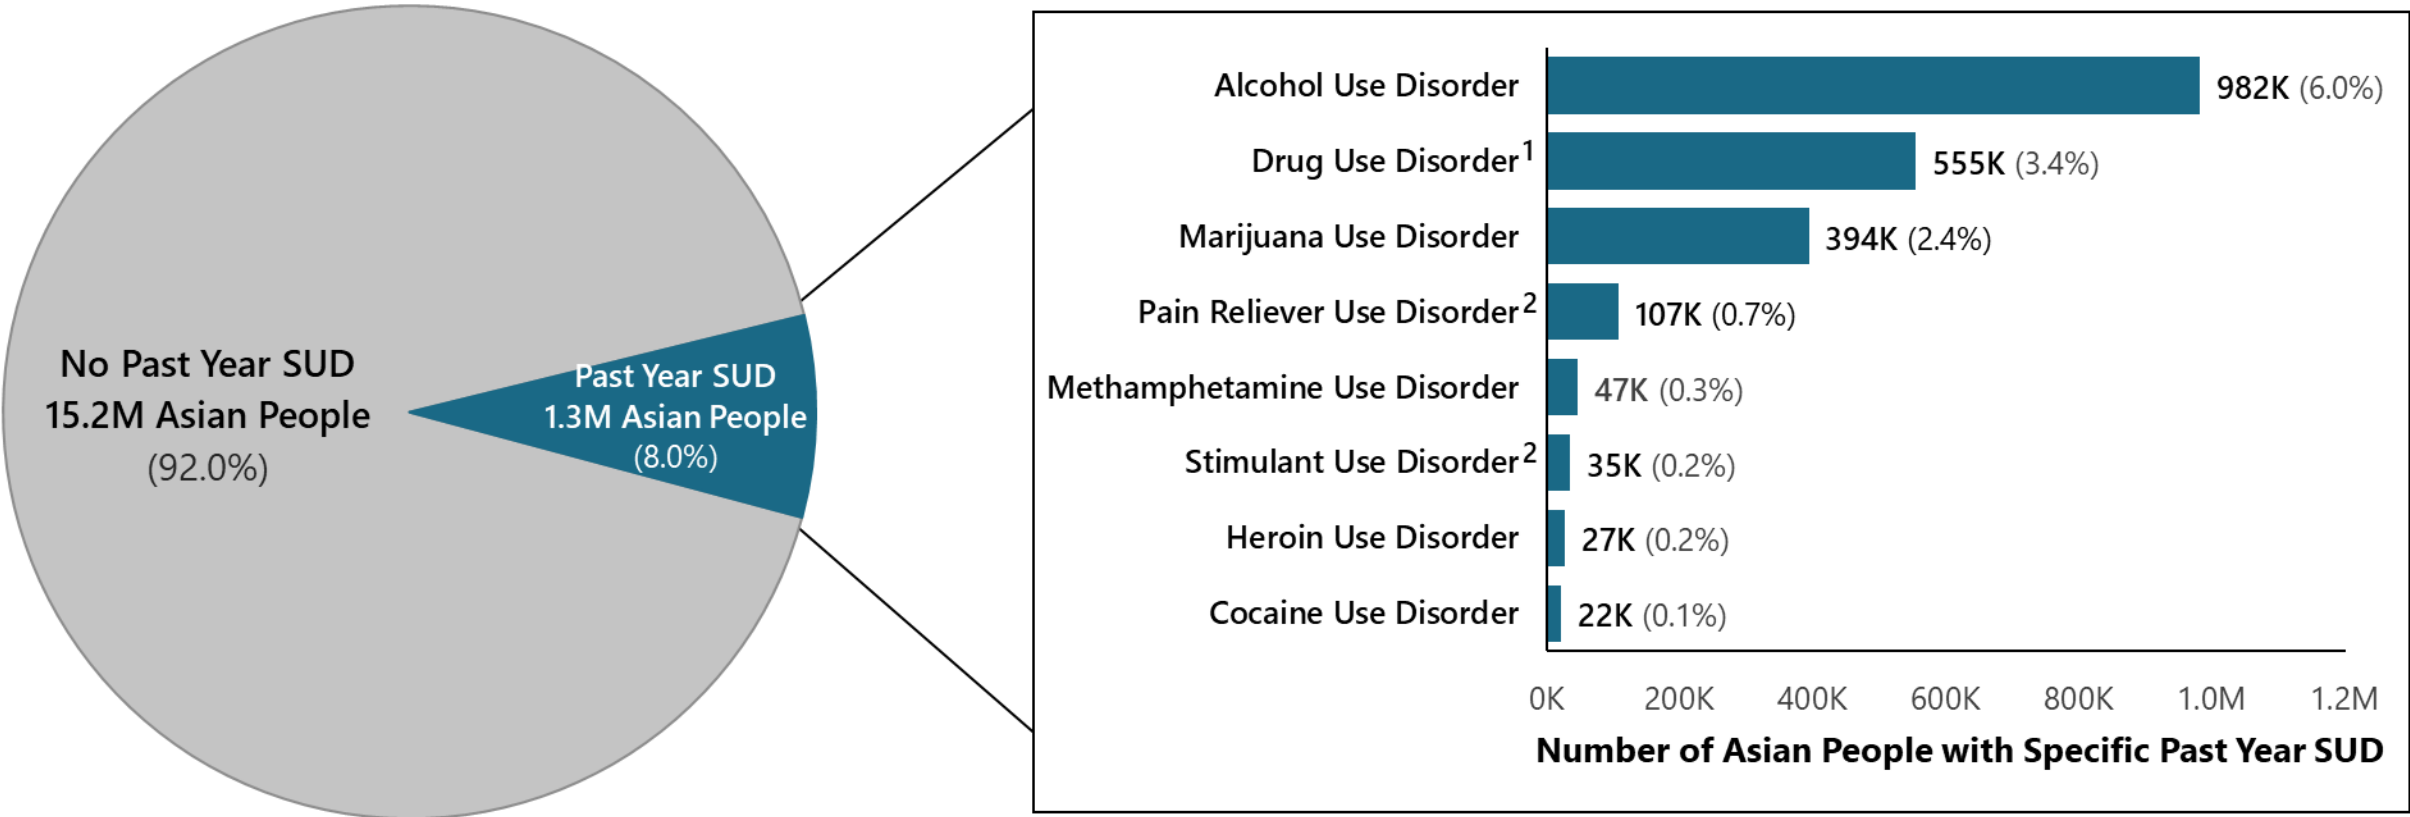 No Past Year SUD
15.2M Asian People
(92.0%)
Past Year SUD
1.3M Asian People
(8.0%)
Alcohol Use Disorder 982K (6.0%)
Drug Use Disorder¹ 555K (3.4%)
Marijuana Use Disorder 394K (2.4%)
Pain Reliever Use Disorder² 107K (0.7%)
Methamphetamine Use Disorder 47K (0.3%)
Stimulant Use Disorder² 35K (0.2%)
Heroin Use Disorder 27K (0.2%)
Cocaine Use Disorder 22K (0.1%)
0K 200K 400K 600K 800K 1.0M 1.2M
Number of Asian People with Specific Past Year SUD